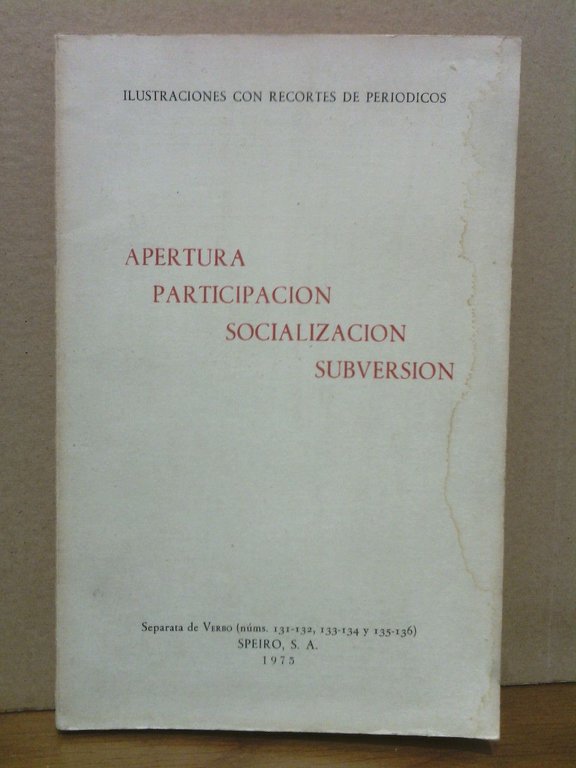 ILUSTRACIONES CON RECORTES DE PERIODICOS
APERTURA
PARTICIPACION
SOCIALIZACION
SUBVERSION
Separata de VERBO (núms. 131-132, 133-134 y 135-136)
SPEIRO, S. A.
1975